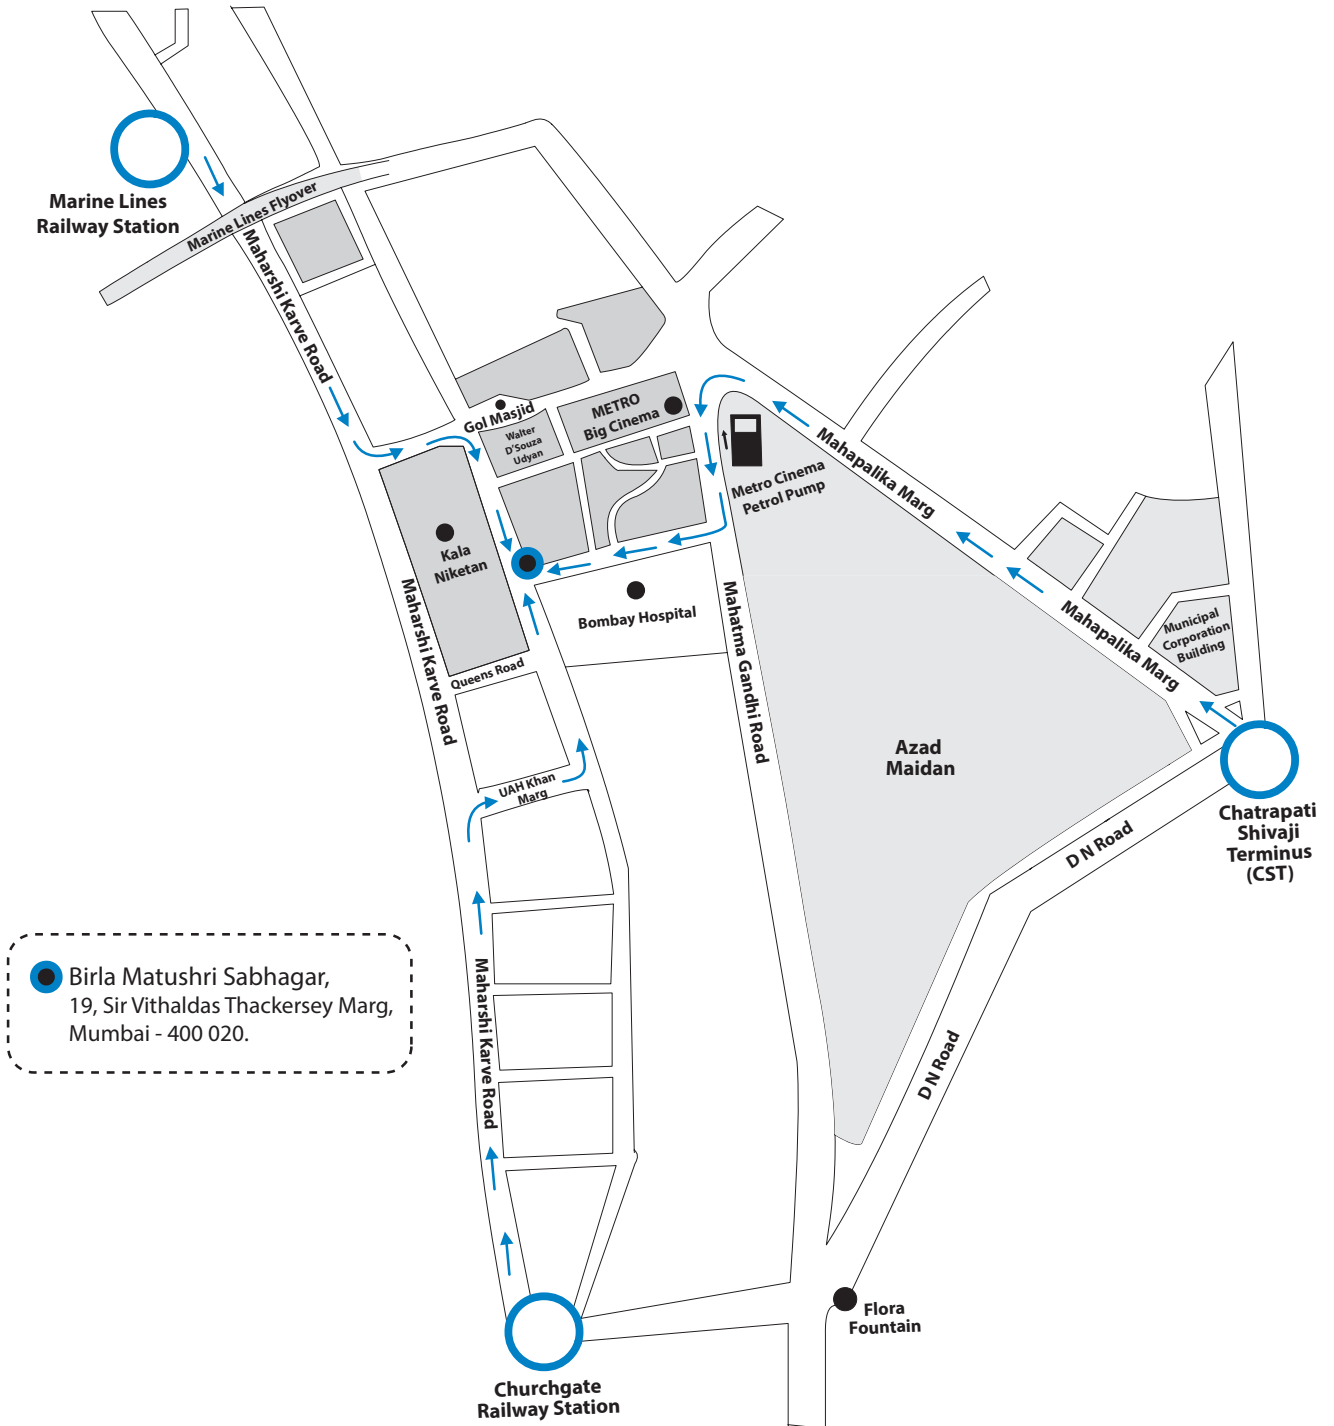 Marine Lines
Railway Station
Marine Lines Flyover
Maharshi Karve Road
Gol Masjid
Walter
D'Souza
Udyan
METRO
Big Cinema
Metro Cinema
Petrol Pump
Mahapalika Marg
Kala
Niketan
Bombay Hospital
Maharshi Karve Road
Queens Road
Mahatma Gandhi Road
Mahapalika Marg
Municipal
Corporation
Building
Azad
Maidan
UAH Khan
Marg
D N Road
Chatrapati
Shivaji
Terminus
(CST)
Birla Matushri Sabhagar,
19, Sir Vithaldas Thackersey Marg,
Mumbai - 400 020.
Maharshi Karve Road
D N Road
Flora
Fountain
Churchgate
Railway Station